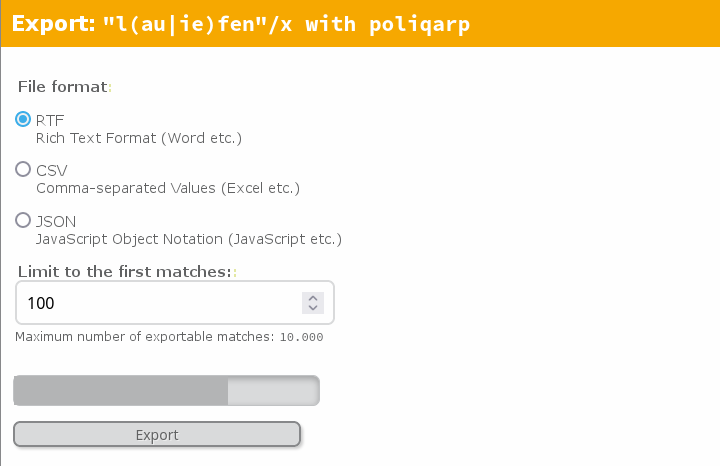 Export: "l(au|ie)fen"/x with poliqarp
File format:
RTF
Rich Text Format (Word etc.)
CSV
Comma-separated Values (Excel etc.)
JSON
JavaScript Object Notation (JavaScript etc.)
Limit to the first matches::
100
Maximum number of exportable matches: 10.000
Export